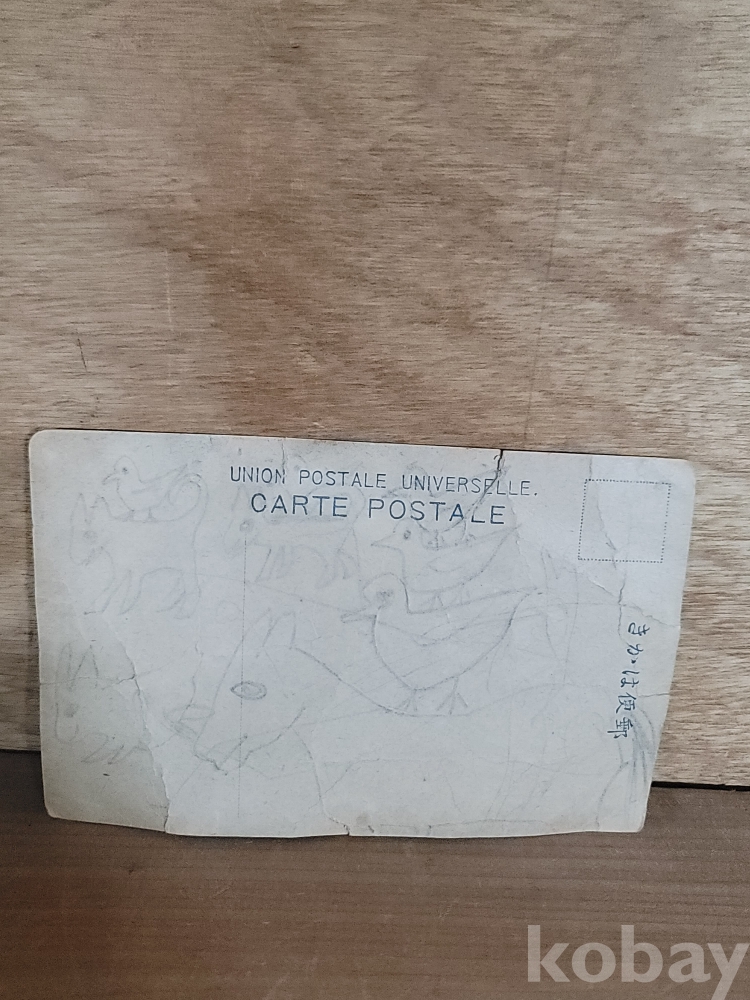 UNION POSTALE UNIVERSELLE.
CARTE POSTALE
きか゛は便郵
kobay